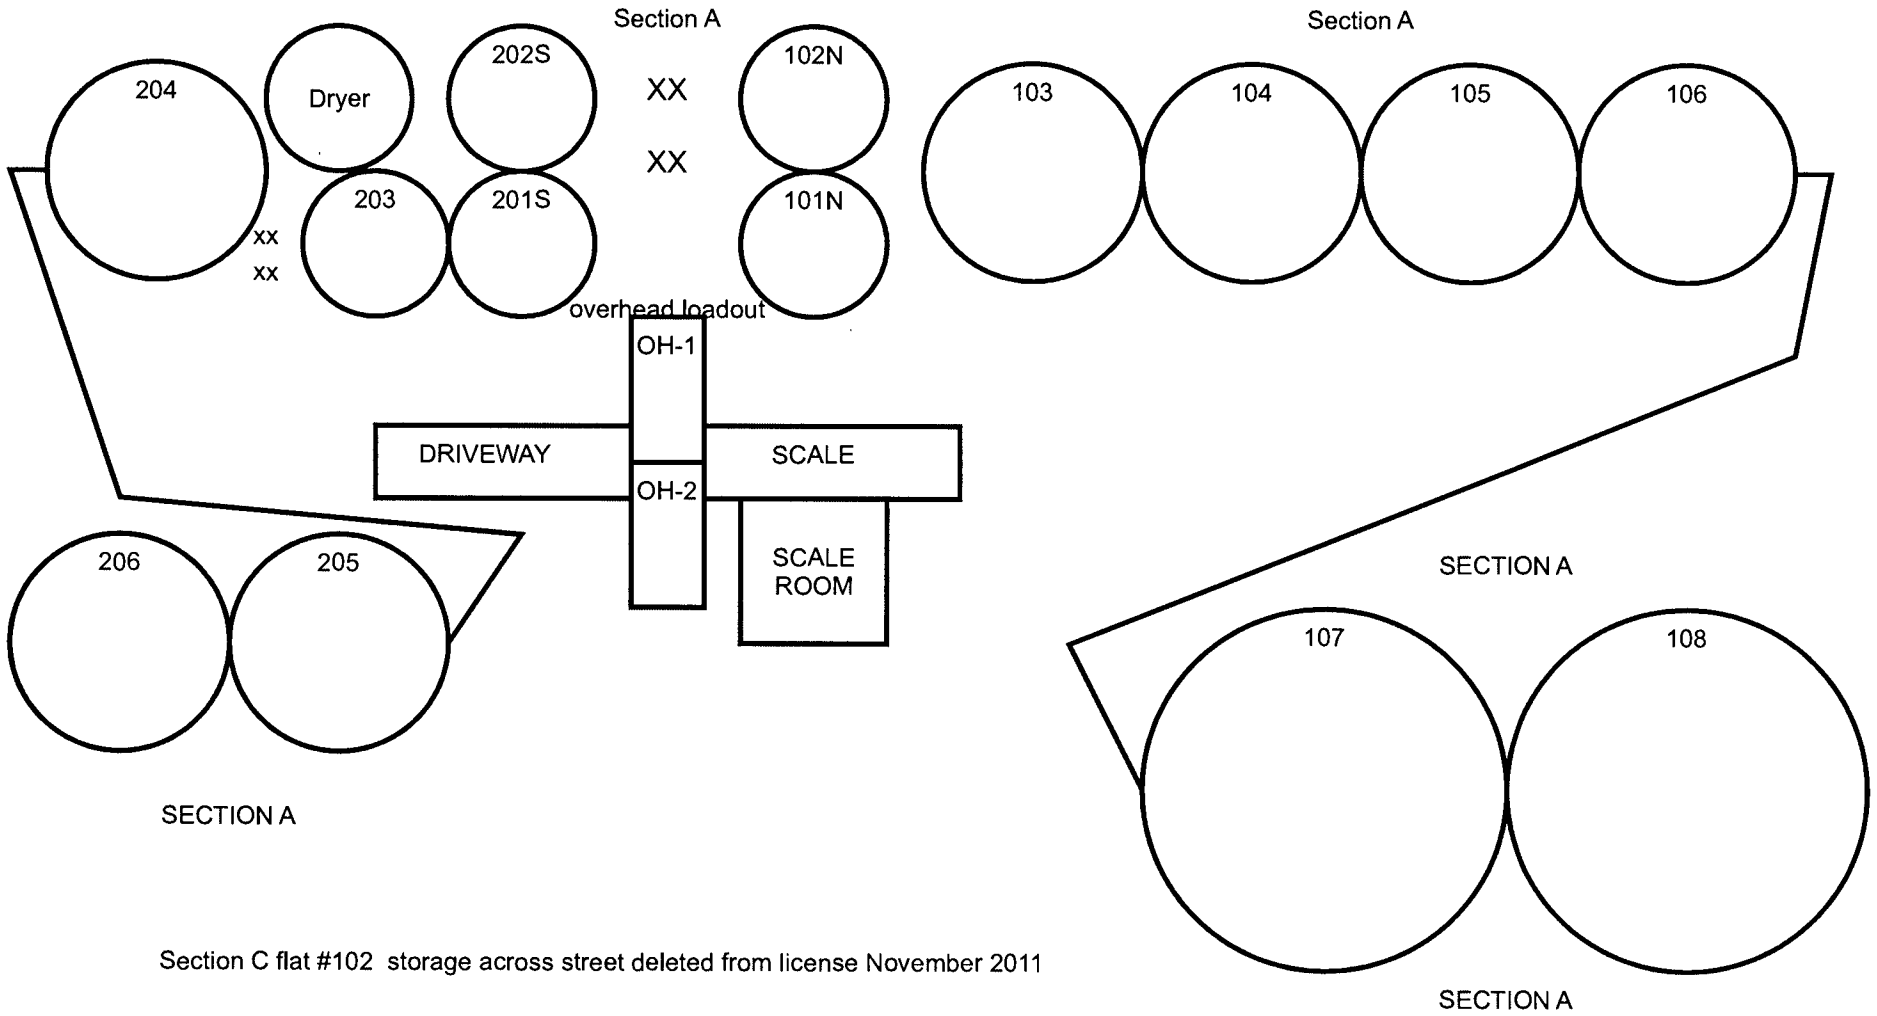 Section A
Section A
204
Dryer
202S
XX
102N
103
104
105
106
XX
203
201S
101N
xx
xx
overhead loadout
OH-1
DRIVEWAY
SCALE
OH-2
206
205
SCALE
ROOM
SECTION A
107
108
SECTION A
Section C flat #102 storage across street deleted from license November 2011
SECTION A